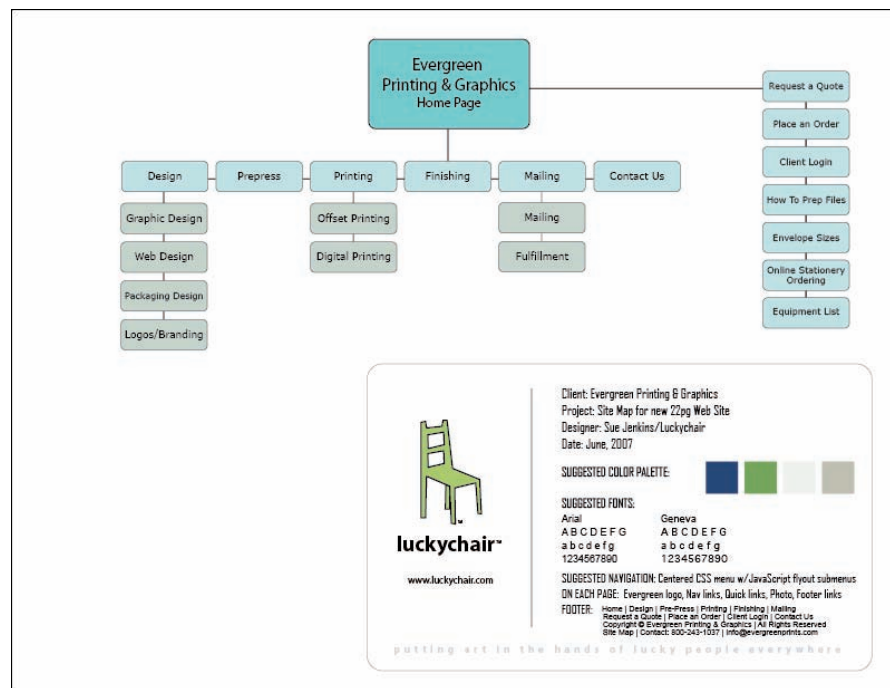 Evergreen
Printing & Graphics
Home Page
Request a Quote
Place an Order
Client Login
How To Prep Files
Envelope Sizes
Online Stationery
Ordering
Equipment List
Design
Prepress
Printing
Finishing
Mailing
Contact Us
Graphic Design
Web Design
Packaging Design
Logos/Branding
Offset Printing
Digital Printing
Mailing
Fulfillment
luckychair™
www.luckychair.com
Client: Evergreen Printing & Graphics
Project: Site Map for new 22pg Web Site
Designer: Sue Jenkins/Luckychair
Date: June, 2007
SUGGESTED COLOR PALETTE:
SUGGESTED FONTS:
Arial
A B C D E F G
a b c d e f g
1234567890
Geneva
A B C D E F G
a b c d e f g
1234567890
SUGGESTED NAVIGATION: Centered CSS menu w/JavaScript flyout submenus
ON EACH PAGE: Evergreen logo, Nav links, Quick links, Photo, Footer links
FOOTER: Home | Design | Pre-Press | Printing | Finishing | Mailing
Request a Quote | Place an Order | Client Login | Contact Us
Copyright © Evergreen Printing & Graphics | All Rights Reserved
Site Map | Contact: 800-243-1037 | info@evergreenprints.com
putting art in the hands of lucky people everywhere